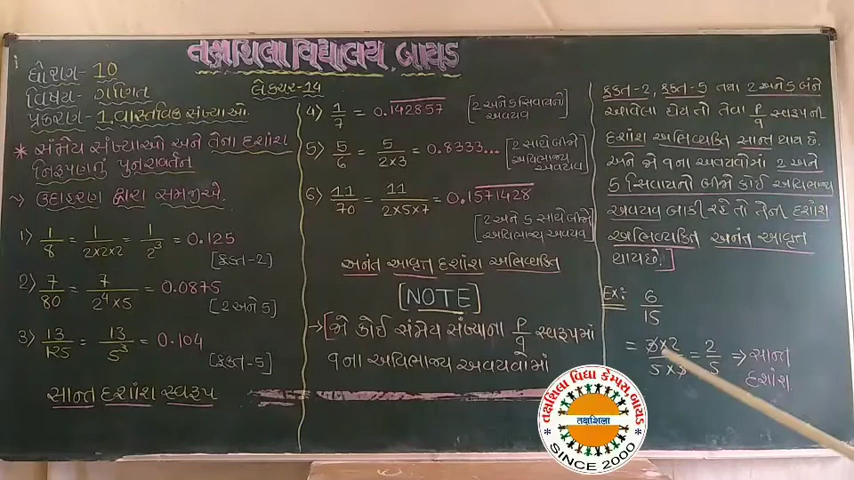 તક્ષશિલા વિદ્યાલય બાયડ
ધોરણ- 10
વિષય- ગણિત
લેક્ચર-14
પ્રકરણ- 1. વાસ્તવિક સંખ્યાઓ.
* સંમેય સંખ્યાઓ અને તેના દશાંશ
નિરૂપણનું પુનરાવર્તન
→ ઉદાહરણ દ્વારા સમજીએ.
1) 1/8 = 1/2×2×2 = 1/2³ = 0.125
[ફક્ત-2]
2) 7/80 = 7/2⁴×5 = 0.0875
[2 અને 5]
3) 13/125 = 13/5³ = 0.104
[ફક્ત-5]
સાન્ત દશાંશ સ્વરૂપ
4) 1/7 = 0.142857
[2 અને 5 સિવાયનો
અવયવ]
5) 5/6 = 5/2×3 = 0.8333...
[2 સાથે બીજો
અવિભાજ્ય
અવયવ]
6) 11/70 = 11/2×5×7 = 0.1571428
[2 અને 5 સાથે બીજો
અવિભાજ્ય અવયવ]
અનંત આવૃત્ત દશાંશ અભિવ્યક્તિ
[NOTE]
→ [જો કોઈ સંમેય સંખ્યાના p/q સ્વરૂપમાં
q ના અવિભાજ્ય અવયવોમાં
ફક્ત-2, ફક્ત-5 તથા 2 અને 5 બંને
આવેલા હોય તો તેવા p/q સ્વરૂપની
દશાંશ અભિવ્યક્તિ સાન્ત થાય છે.
અને જો q ના અવયવોમાં 2 અને
5 સિવાયનો બીજો કોઈ અવિભાજ્ય
અવયવ બાકી રહે તો તેની દશાંશ
અભિવ્યક્તિ અનંત આવૃત્ત
થાય છે.]
Ex: 6/15
= 3×2/5×3 = 2/5 ⇒ સાન્ત
દશાંશ
તક્ષશિલા વિદ્યા કેમ્પસ બાયડ
તક્ષશિલા
SINCE 2000